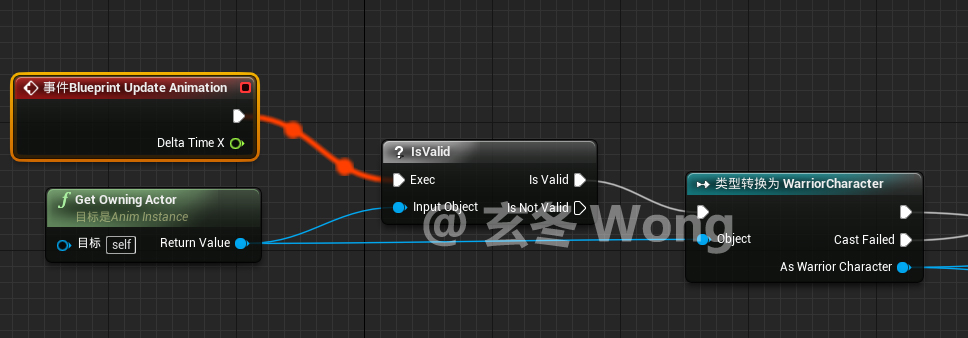 事件Blueprint Update Animation
Delta Time X
IsValid
Exec
Is Valid
Input Object
Is Not Valid
Get Owning Actor
目标是Anim Instance
目标
self
Return Value
类型转换为 WarriorCharacter
Object
Cast Failed
As Warrior Character
@ 玄冬 Wong